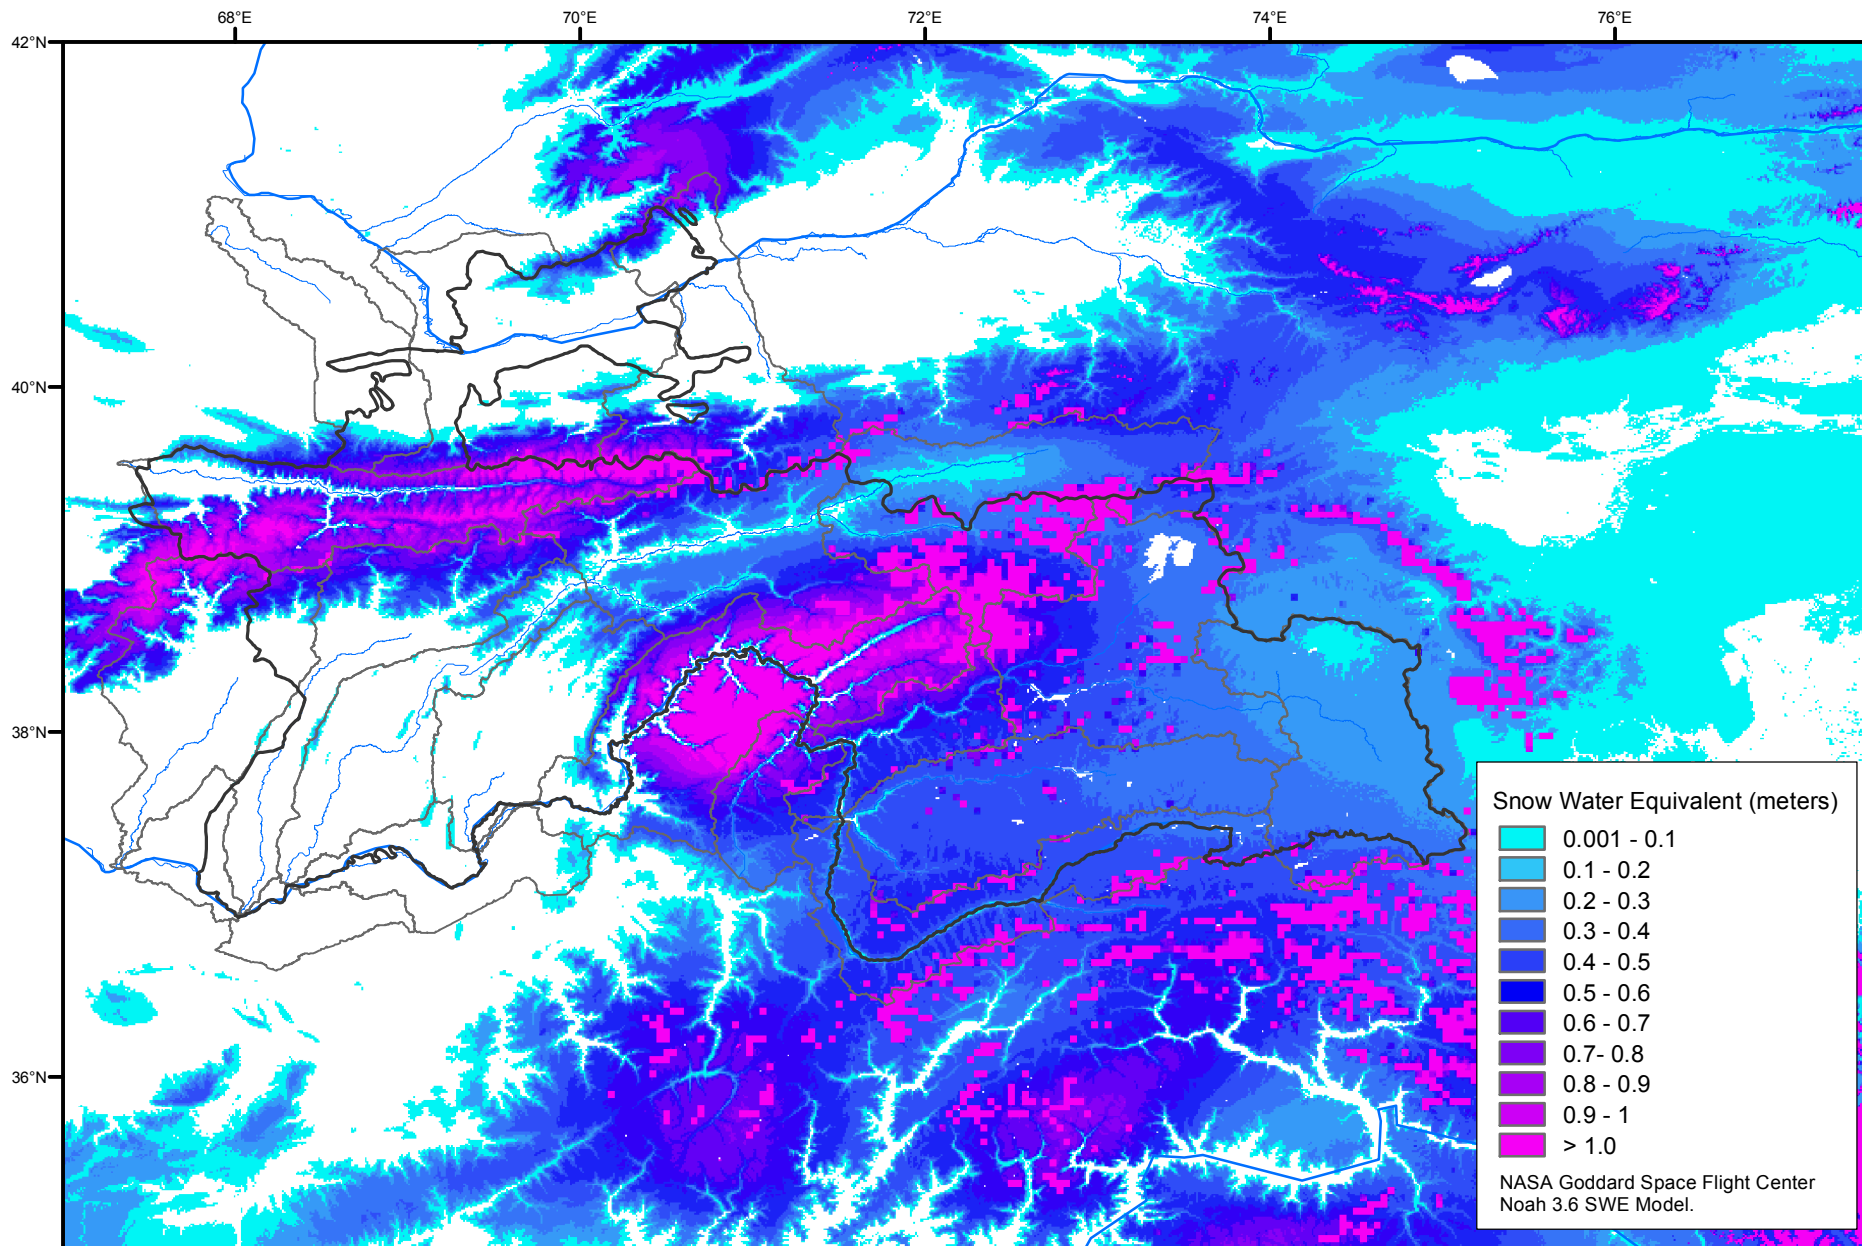 68°E 70°E 72°E 74°E 76°E
42°N
40°N
38°N
36°N
Snow Water Equivalent (meters)
0.001 - 0.1
0.1 - 0.2
0.2 - 0.3
0.3 - 0.4
0.4 - 0.5
0.5 - 0.6
0.6 - 0.7
0.7- 0.8
0.8 - 0.9
0.9 - 1
> 1.0
NASA Goddard Space Flight Center
Noah 3.6 SWE Model.